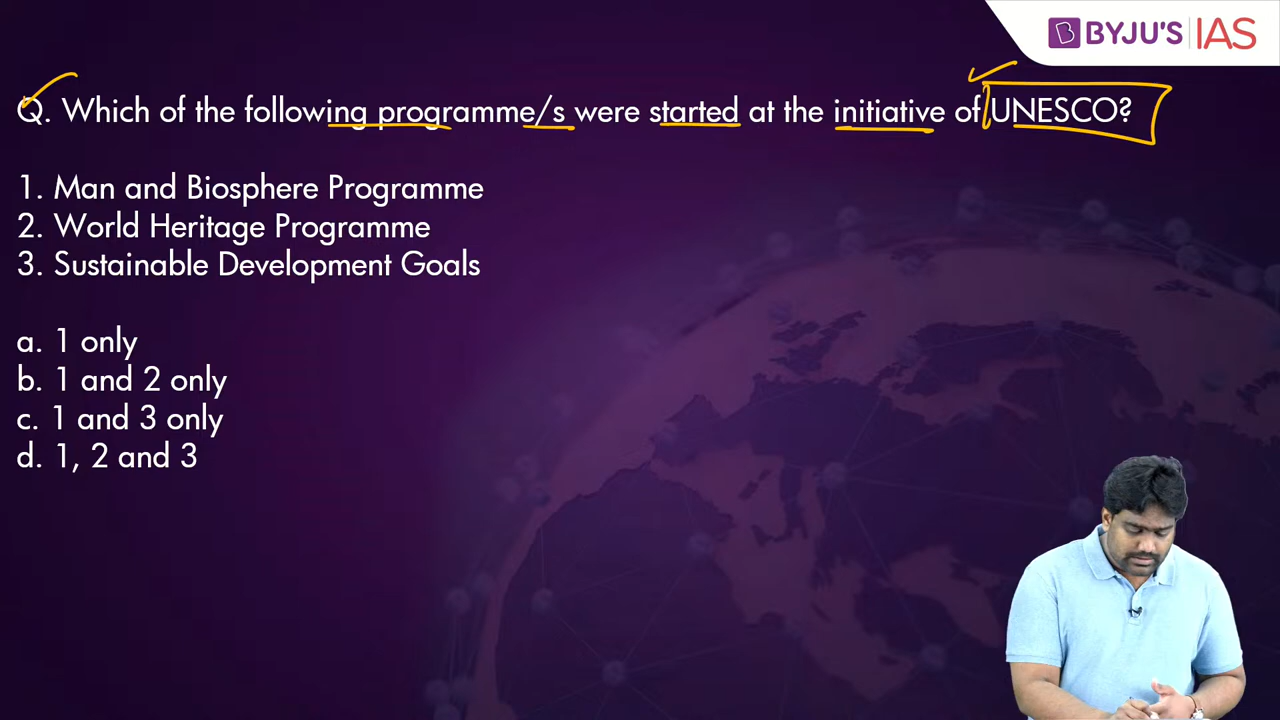 BYJU'S IAS
Q. Which of the following programme/s were started at the initiative of UNESCO?
1. Man and Biosphere Programme
2. World Heritage Programme
3. Sustainable Development Goals
a. 1 only
b. 1 and 2 only
c. 1 and 3 only
d. 1, 2 and 3